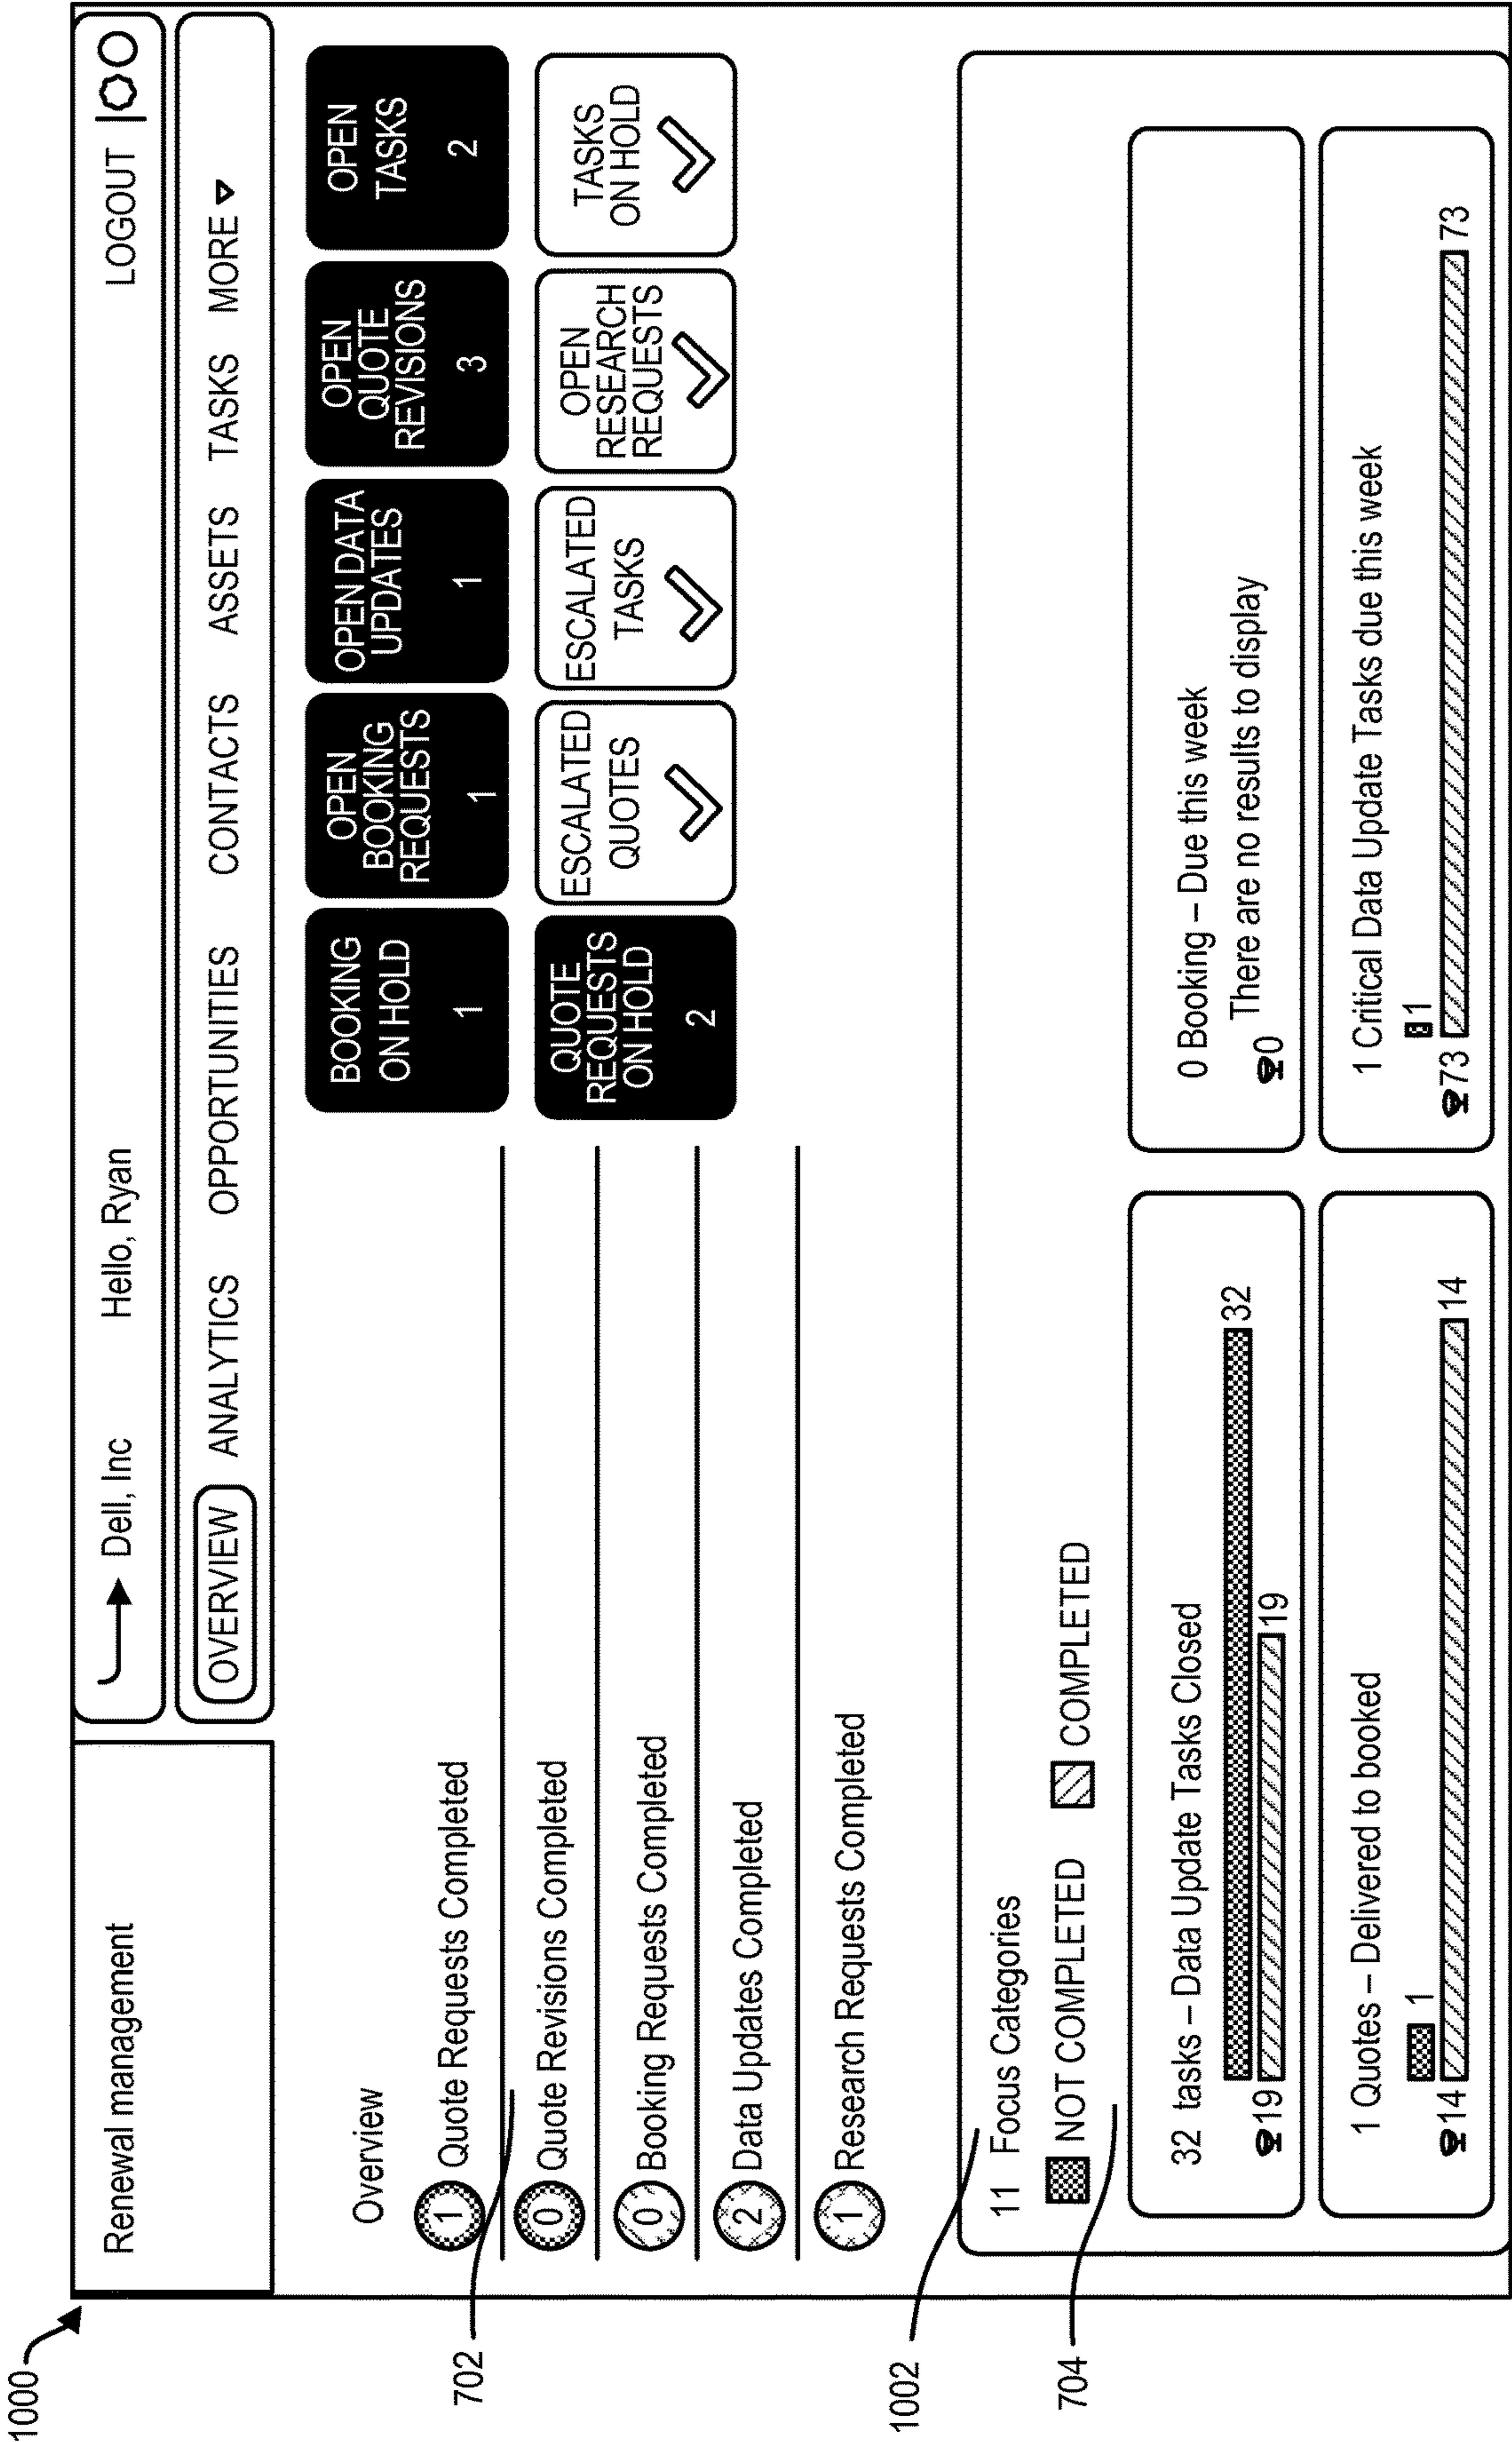 1000
Renewal management
Dell, Inc Hello, Ryan LOGOUT
OVERVIEW ANALYTICS OPPORTUNITIES CONTACTS ASSETS TASKS MORE
Overview
1 Quote Requests Completed
702
0 Quote Revisions Completed
0 Booking Requests Completed
2 Data Updates Completed
1 Research Requests Completed
BOOKING
ON HOLD
1
OPEN
BOOKING
REQUESTS
1
OPEN DATA
UPDATES
1
OPEN
QUOTE
REVISIONS
3
OPEN
TASKS
2
QUOTE
REQUESTS
ON HOLD
2
ESCALATED
QUOTES
ESCALATED
TASKS
OPEN
RESEARCH
REQUESTS
TASKS
ON HOLD
1002
11 Focus Categories
704
NOT COMPLETED COMPLETED
32 tasks – Data Update Tasks Closed
32
19 19
0 Booking – Due this week
There are no results to display
0
1 Quotes – Delivered to booked
1
14 14
1 Critical Data Update Tasks due this week
1
73 73